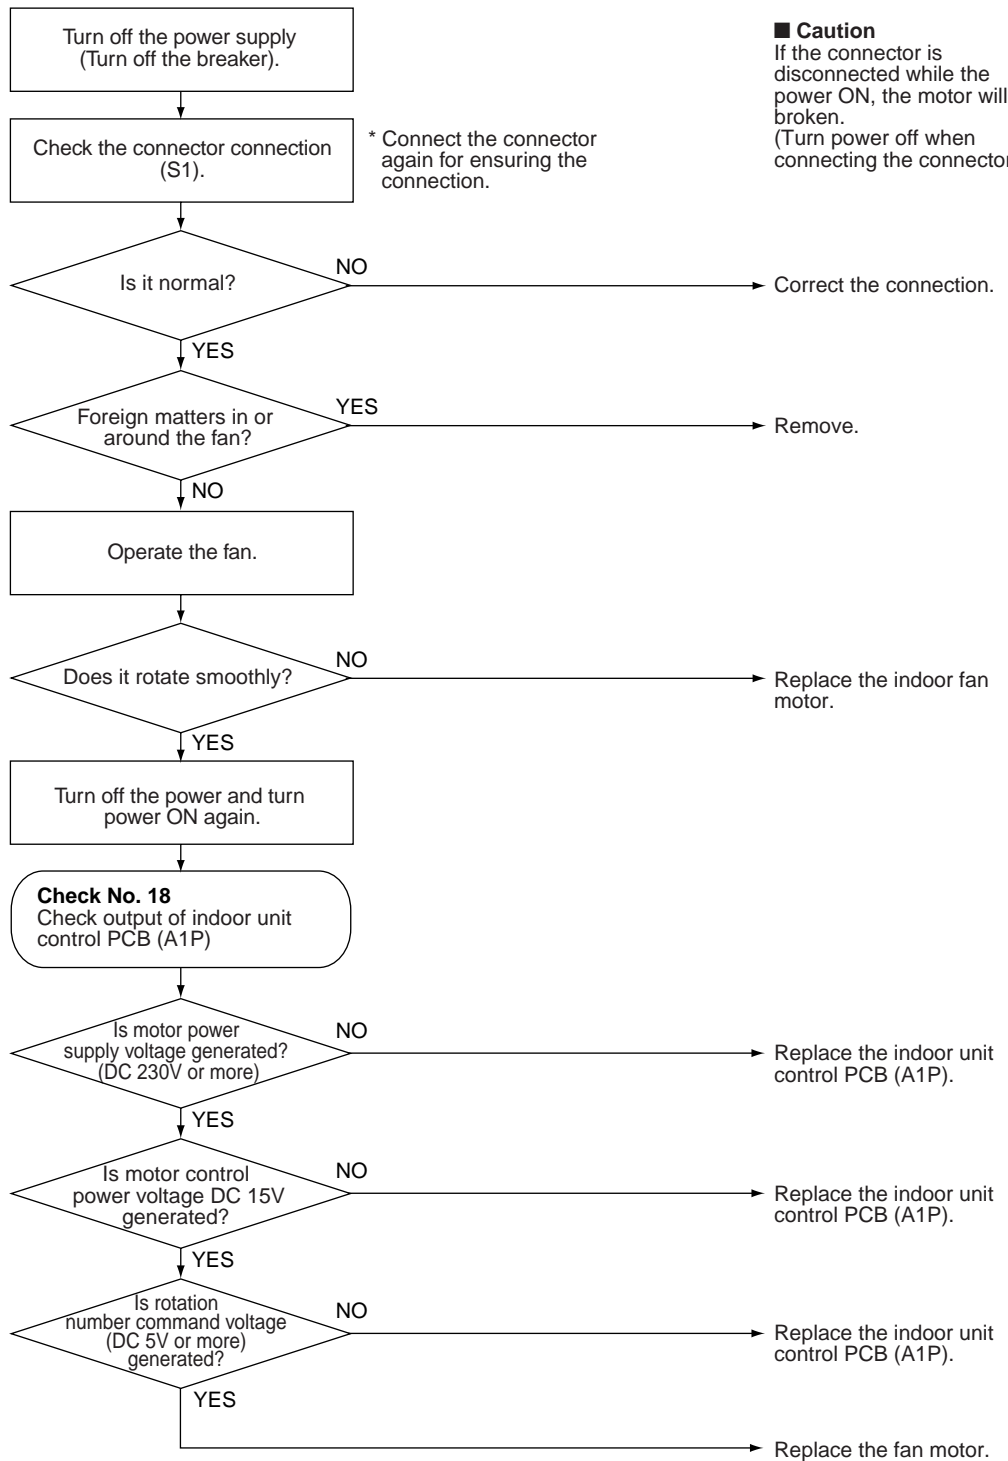 Turn off the power supply
(Turn off the breaker).
■ Caution
If the connector is
disconnected while the
power ON, the motor will
broken.
(Turn power off when
connecting the connector
Check the connector connection
(S1).
* Connect the connector
again for ensuring the
connection.
Is it normal?
NO
Correct the connection.
YES
Foreign matters in or
around the fan?
YES
Remove.
NO
Operate the fan.
Does it rotate smoothly?
NO
Replace the indoor fan
motor.
YES
Turn off the power and turn
power ON again.
Check No. 18
Check output of indoor unit
control PCB (A1P)
Is motor power
supply voltage generated?
(DC 230V or more)
NO
Replace the indoor unit
control PCB (A1P).
YES
Is motor control
power voltage DC 15V
generated?
NO
Replace the indoor unit
control PCB (A1P).
YES
Is rotation
number command voltage
(DC 5V or more)
generated?
NO
Replace the indoor unit
control PCB (A1P).
YES
Replace the fan motor.